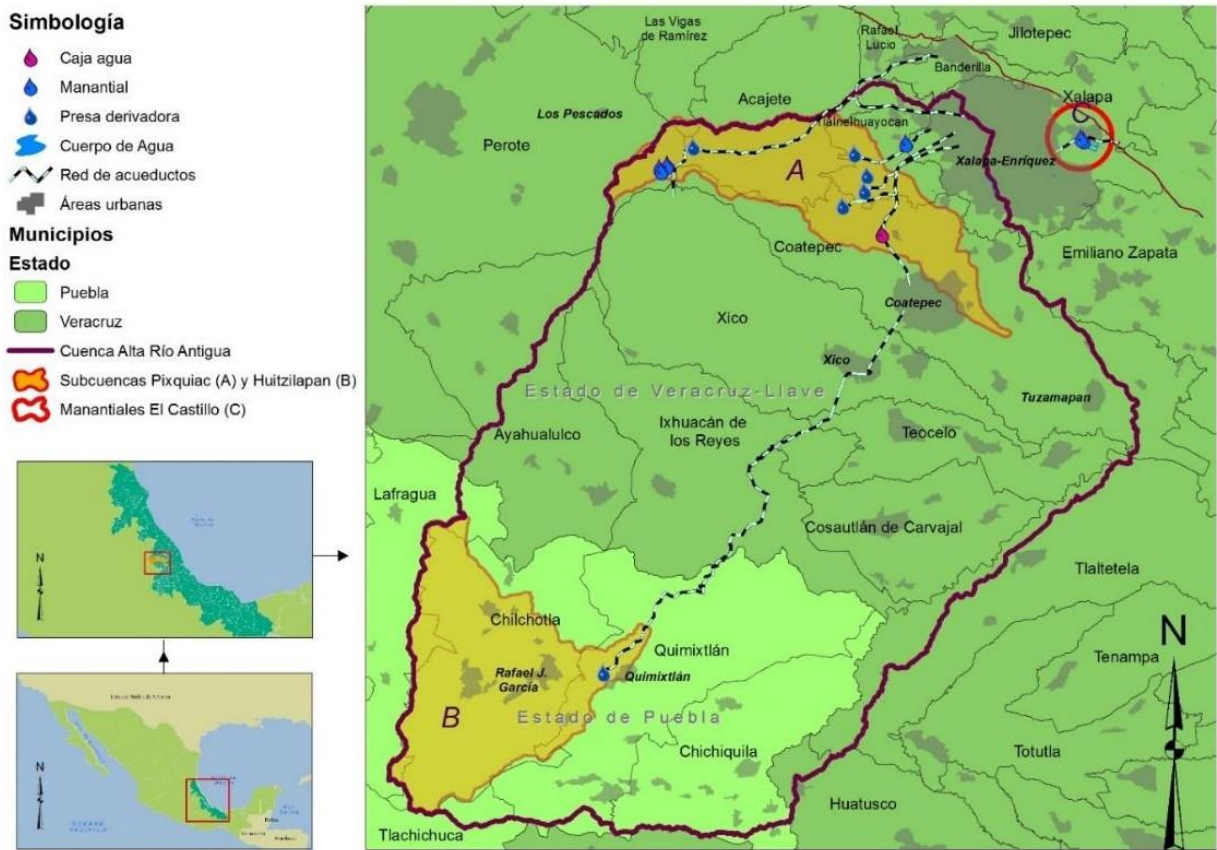 Simbología
Caja agua
Manantial
Presa derivadora
Cuerpo de Agua
Red de acueductos
Áreas urbanas
Municipios
Estado
Puebla
Veracruz
Cuenca Alta Río Antigua
Subcuencas Pixquiac (A) y Huitzilapan (B)
Manantiales El Castillo (C)
N
N
Las Vigas
de Ramírez
Rafael
Lucio
Jilotepec
Banderilla
Xalapa
C
Los Pescados
Acajete
Tlalnelhuayocan
Perote
Xalapa-Enríquez
A
Coatepec
Emiliano Zapata
Coatepec
Xico
Xico
Estado de Veracruz-Llave
Tuzamapan
Ixhuacán de
los Reyes
Teocelo
Ayahualulco
Lafragua
Cosautlán de Carvajal
Tlaltetela
Chilchotla
Quimixtlán
N
Tenampa
Rafael J.
García
Quimixtlán
B
Estado de Puebla
Chichiquila
Totutla
Huatusco
Tlachichuca